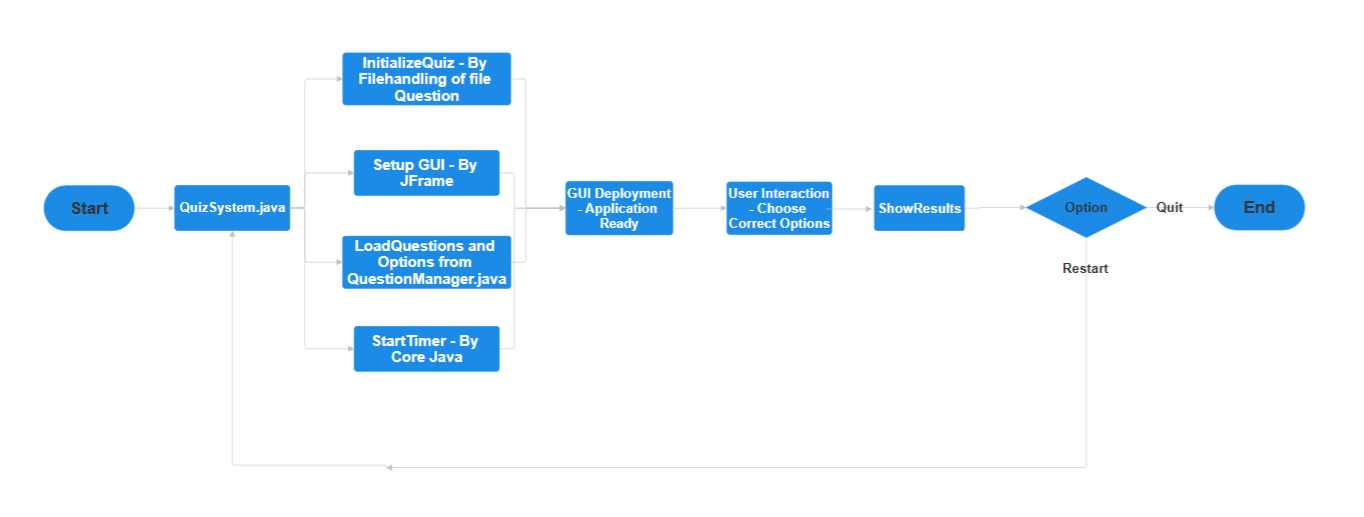 Start
QuizSystem.java
InitializeQuiz - By
Filehandling of file
Question
Setup GUI - By
JFrame
LoadQuestions and
Options from
QuestionManager.java
StartTimer - By
Core Java
GUI Deployment
- Application
Ready
User Interaction
- Choose
Correct Options
ShowResults
Option
Quit
End
Restart